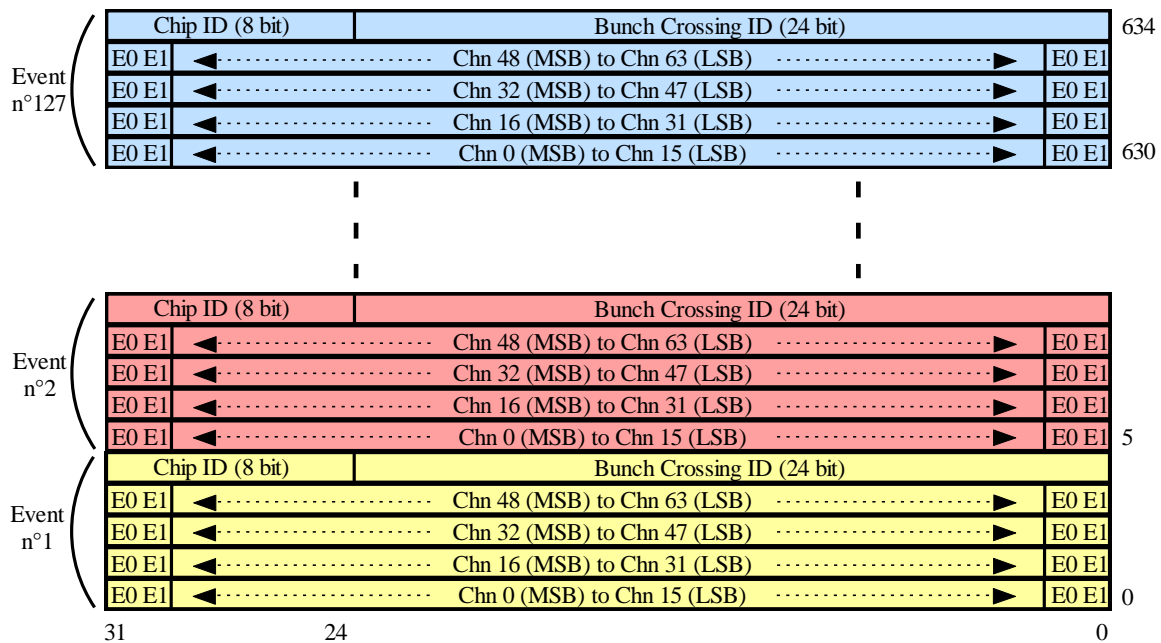 Chip ID (8 bit) Bunch Crossing ID (24 bit) 634
E0 E1 Chn 48 (MSB) to Chn 63 (LSB) E0 E1
Event
n°127
E0 E1 Chn 32 (MSB) to Chn 47 (LSB) E0 E1
E0 E1 Chn 16 (MSB) to Chn 31 (LSB) E0 E1
E0 E1 Chn 0 (MSB) to Chn 15 (LSB) E0 E1 630
Chip ID (8 bit) Bunch Crossing ID (24 bit)
E0 E1 Chn 48 (MSB) to Chn 63 (LSB) E0 E1
Event
n°2
E0 E1 Chn 32 (MSB) to Chn 47 (LSB) E0 E1
E0 E1 Chn 16 (MSB) to Chn 31 (LSB) E0 E1
E0 E1 Chn 0 (MSB) to Chn 15 (LSB) E0 E1 5
Chip ID (8 bit) Bunch Crossing ID (24 bit)
E0 E1 Chn 48 (MSB) to Chn 63 (LSB) E0 E1
Event
n°1
E0 E1 Chn 32 (MSB) to Chn 47 (LSB) E0 E1
E0 E1 Chn 16 (MSB) to Chn 31 (LSB) E0 E1
E0 E1 Chn 0 (MSB) to Chn 15 (LSB) E0 E1 0
31 24 0